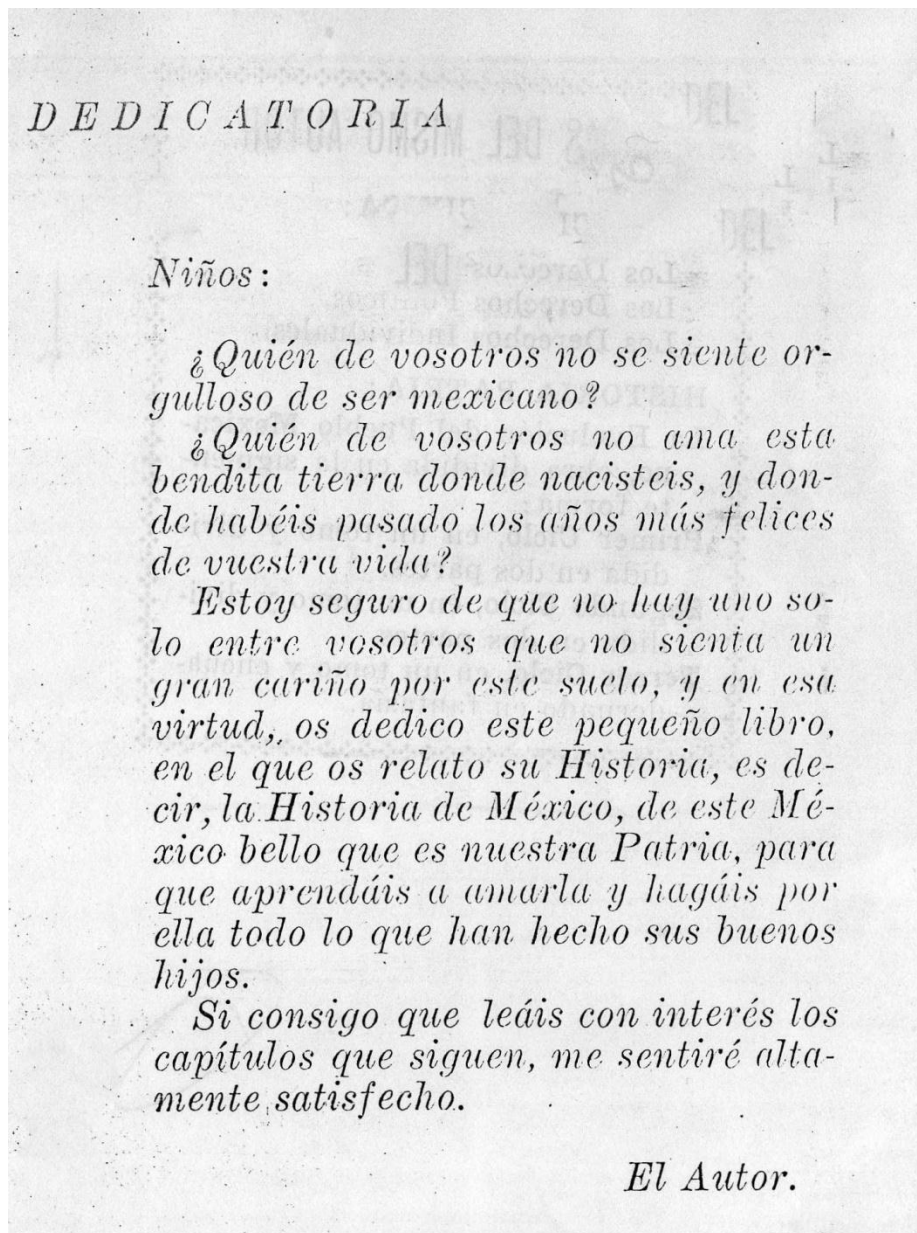 DEDICATORIA
Niños:
¿Quién de vosotros no se siente or-
gulloso de ser mexicano?
¿Quién de vosotros no ama esta
bendita tierra donde nacisteis, y don-
de habéis pasado los años más felices
de vuestra vida?
Estoy seguro de que no hay uno so-
lo entre vosotros que no sienta un
gran cariño por este suelo, y en esa
virtud, os dedico este pequeño libro,
en el que os relato su Historia, es de-
cir, la Historia de México, de este Mé-
xico bello que es nuestra Patria, para
que aprendáis a amarla y hagáis por
ella todo lo que han hecho sus buenos
hijos.
Si consigo que leáis con interés los
capítulos que siguen, me sentiré alta-
mente satisfecho.
El Autor.